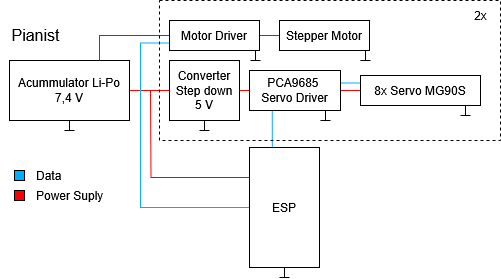 2x
Pianist
Motor Driver
Stepper Motor
Acummulator Li-Po
7,4 V
Converter
Step down
5 V
PCA9685
Servo Driver
8x Servo MG90S
Data
Power Suply
ESP